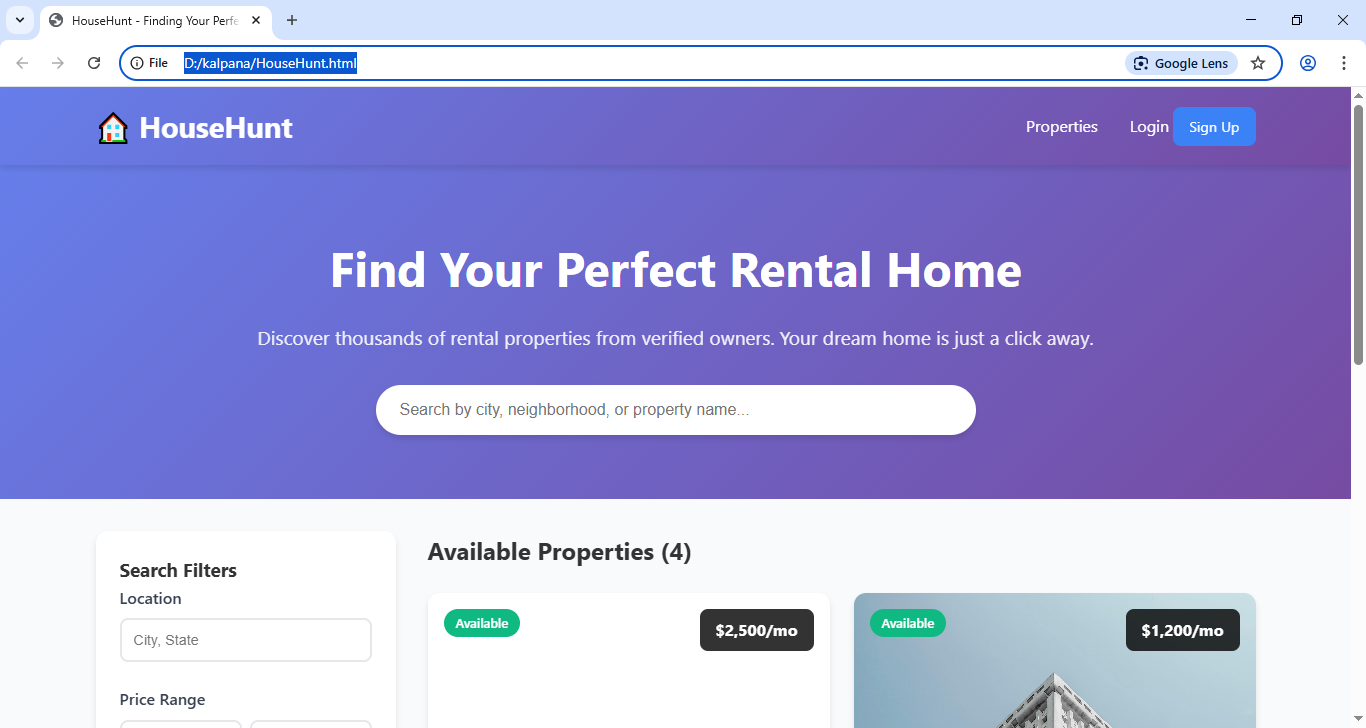 HouseHunt - Finding Your Perfe
File
D:/kalpana/HouseHunt.html
Google Lens
HouseHunt
Properties
Login
Sign Up
Find Your Perfect Rental Home
Discover thousands of rental properties from verified owners. Your dream home is just a click away.
Search by city, neighborhood, or property name...
Search Filters
Location
City, State
Price Range
Available Properties (4)
Available
$2,500/mo
Available
$1,200/mo